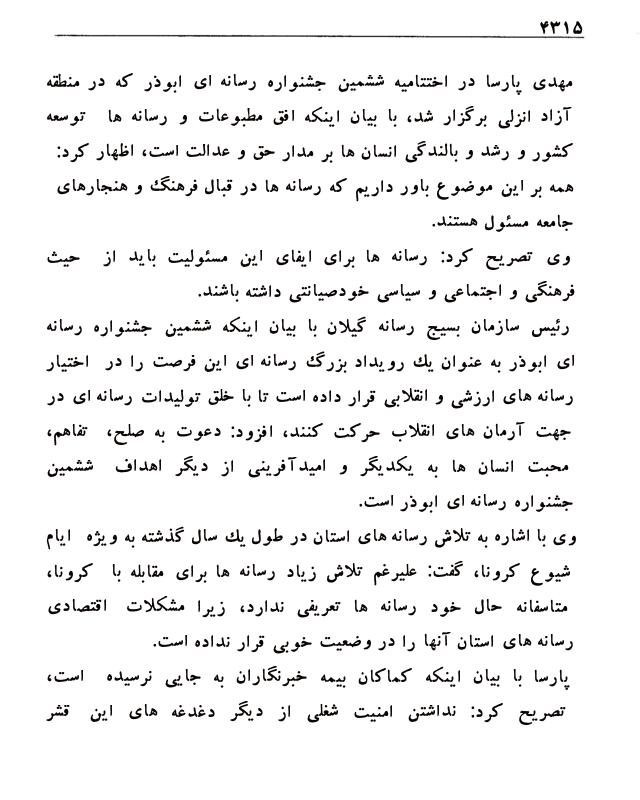 ۴۳۱۵
مهدی پارسا در اختتامیه ششمین جشنواره رسانه ای ابوذر که در منطقه
آزاد انزلی برگزار شد، با بیان اینکه افق مطبوعات و رسانه ها توسعه
کشور و رشد و بالندگی انسان ها بر مدار حق و عدالت است، اظهار کرد:
همه بر این موضوع باور داریم که رسانه ها در قبال فرهنگ و هنجارهای
جامعه مسئول هستند.
وی تصریح کرد: رسانه ها برای ایفای این مسئولیت باید از حیث
فرهنگی و اجتماعی و سیاسی خودصیانتی داشته باشند.
رئیس سازمان بسیج رسانه گیلان با بیان اینکه ششمین جشنواره رسانه
ای ابوذر به عنوان یك رویداد بزرگ رسانه ای این فرصت را در اختیار
رسانه های ارزشی و انقلابی قرار داده است تا با خلق تولیدات رسانه ای در
جهت آرمان های انقلاب حرکت کنند، افزود: دعوت به صلح، تفاهم،
محبت انسان ها به یکدیگر و امیدآفرینی از دیگر اهداف ششمین
جشنواره رسانه ای ابوذر است.
وی با اشاره به تلاش رسانه های استان در طول یك سال گذشته به ویژه ایام
شیوع کرونا، گفت: علیرغم تلاش زیاد رسانه ها برای مقابله با کرونا،
متاسفانه حال خود رسانه ها تعریفی ندارد، زیرا مشکلات اقتصادی
رسانه های استان آنها را در وضعیت خوبی قرار نداده است.
پارسا با بیان اینکه کماکان بیمه خبرنگاران به جایی نرسیده است،
تصریح کرد: نداشتن امنیت شغلی از دیگر دغدغه های این قشر